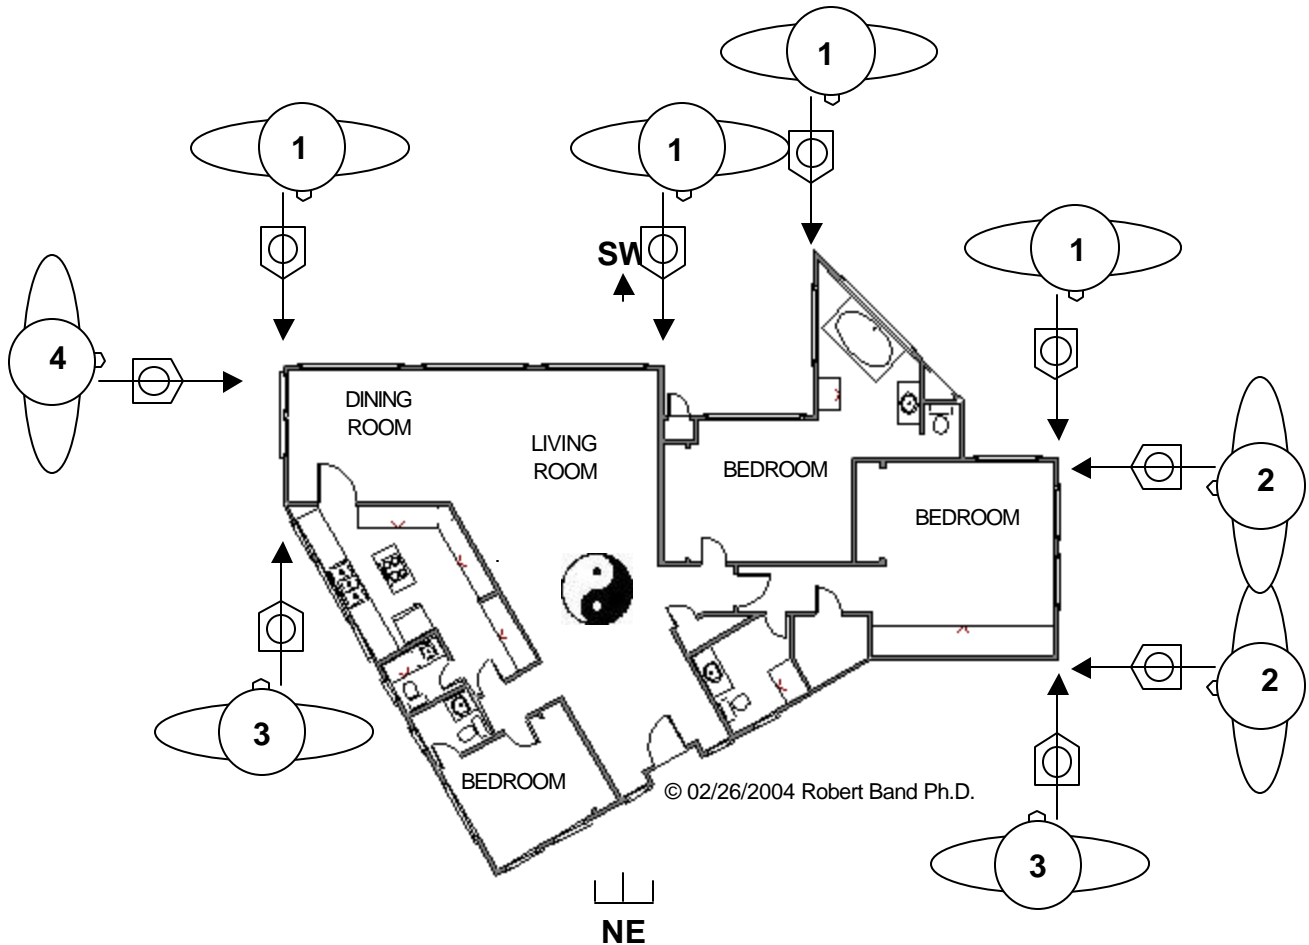 1
1
1
1
SW
4
DINING
ROOM
LIVING
ROOM
BEDROOM
2
BEDROOM
2
3
BEDROOM
© 02/26/2004 Robert Band Ph.D.
3
NE